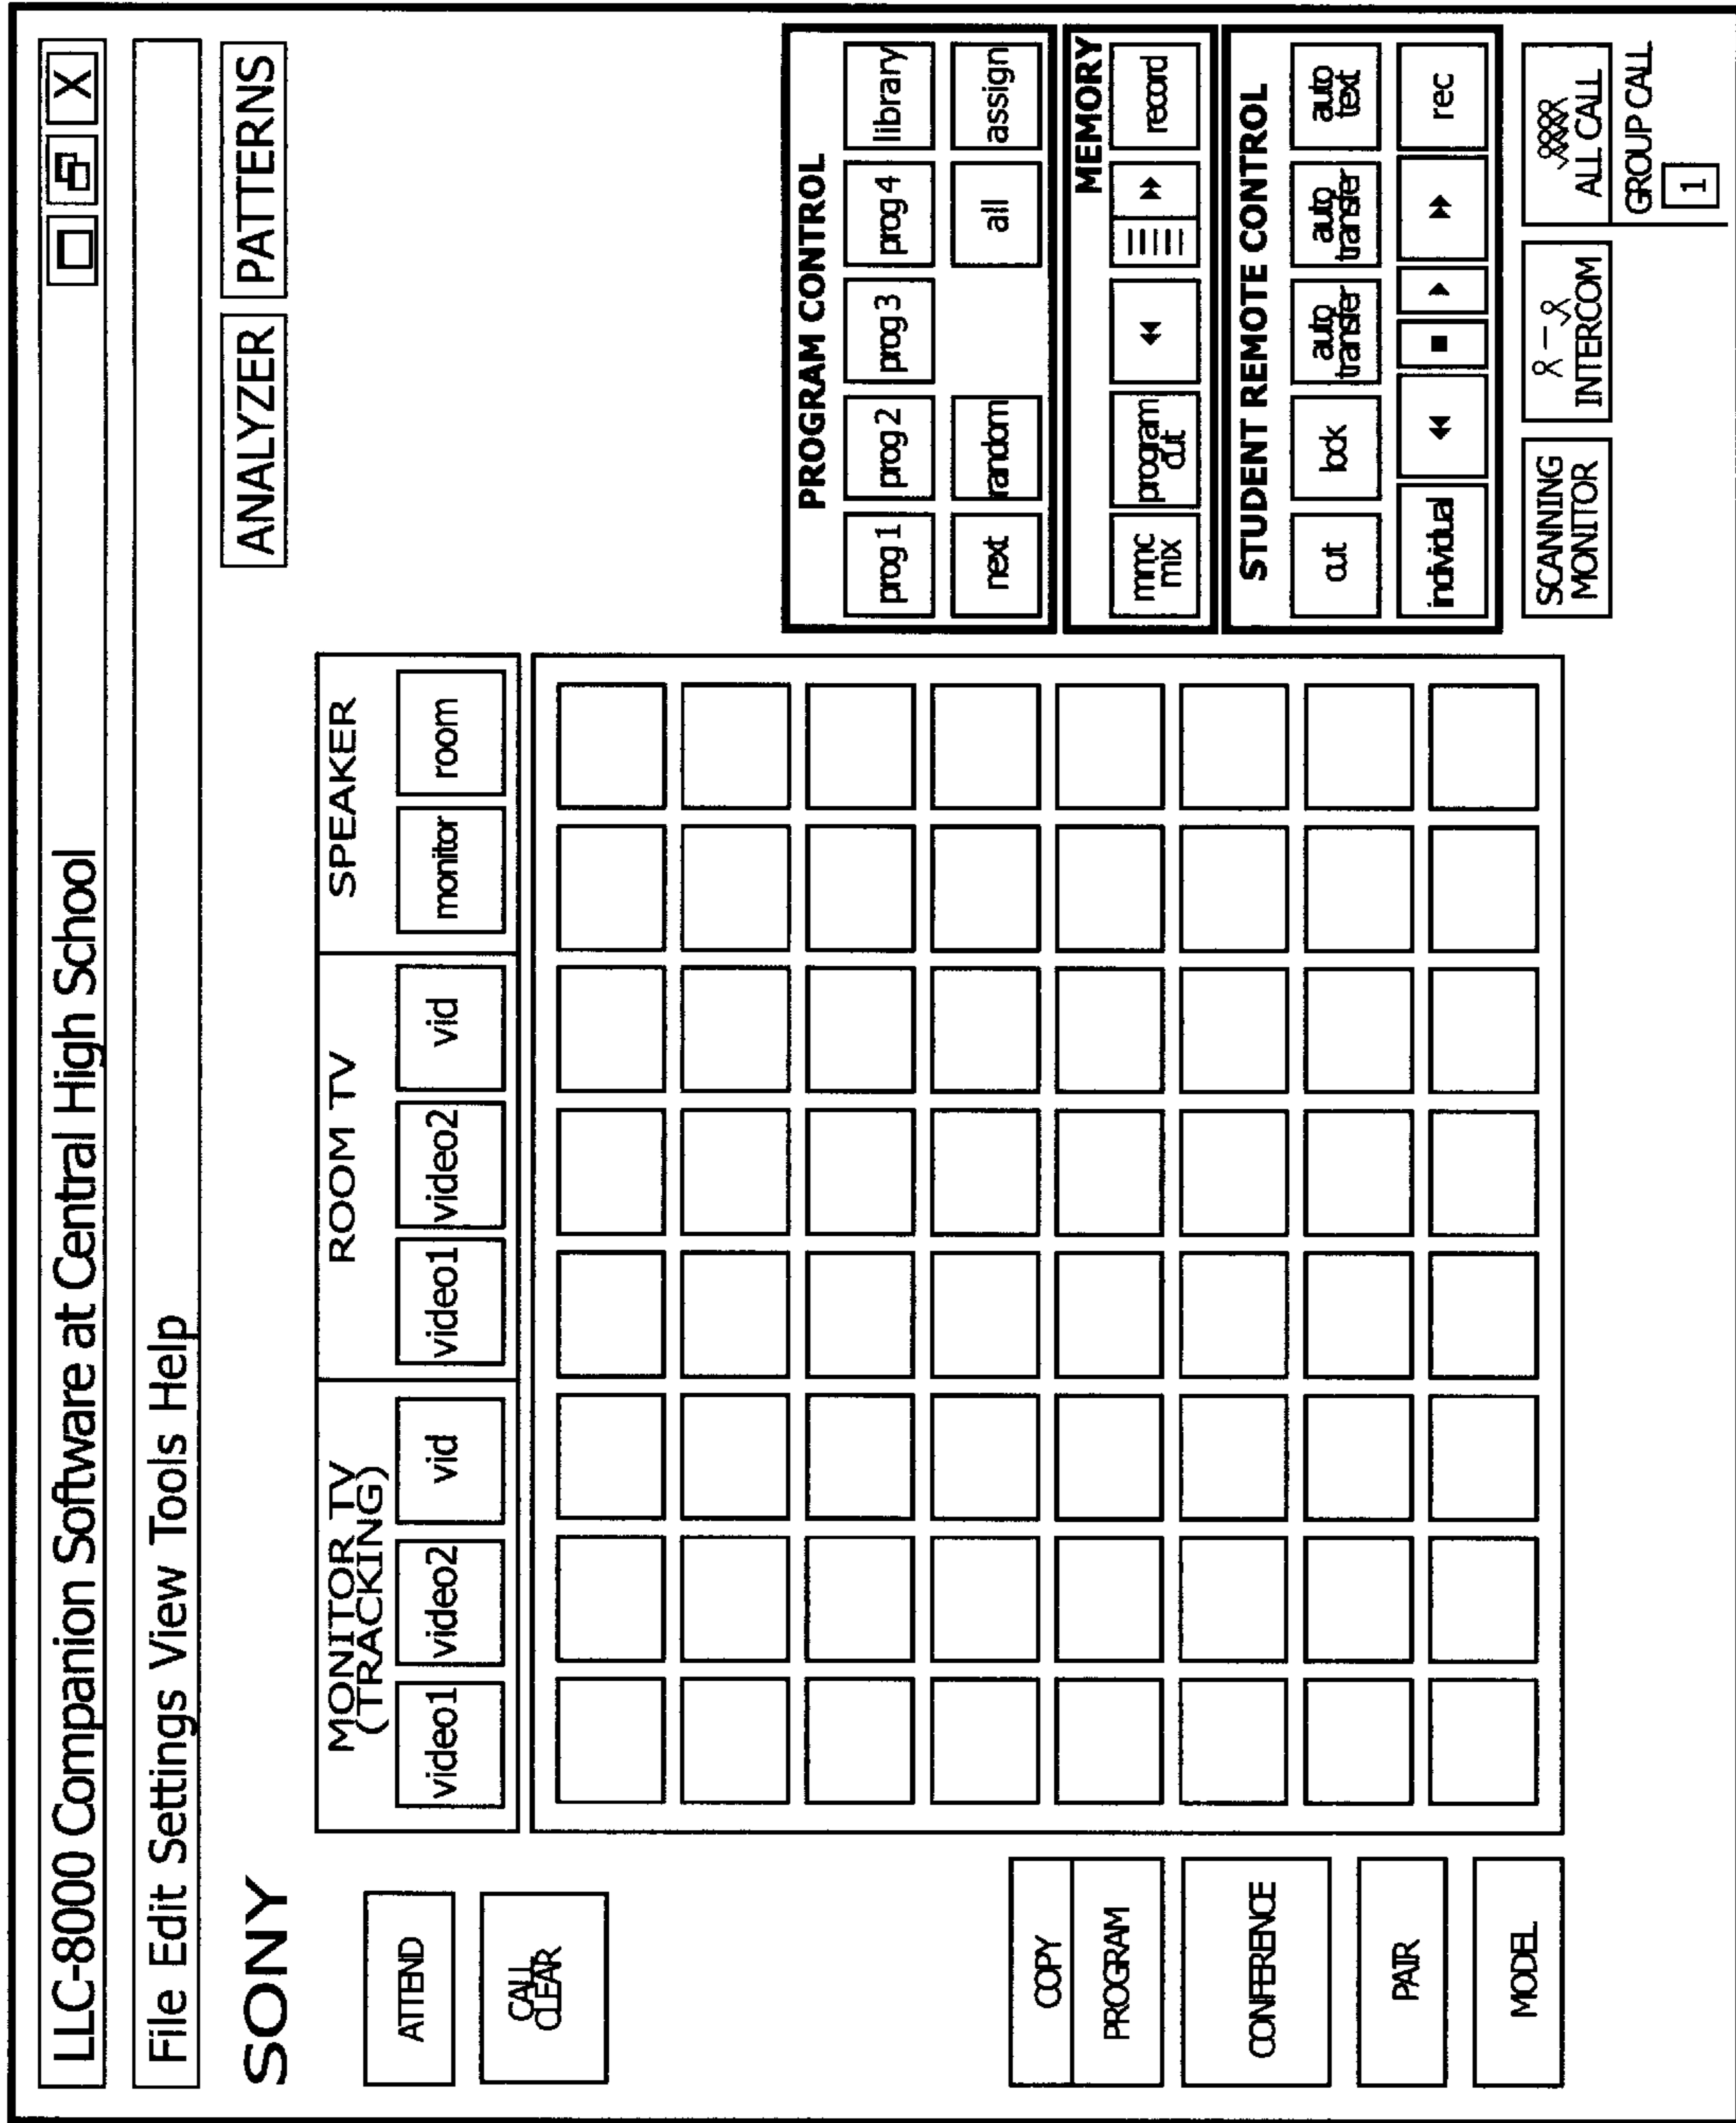 LLC-8000 Companion Software at Central High School X
File Edit Settings View Tools Help
SONY
ANALYZER PATTERNS
MONITOR TV
(TRACKING)
video1 video2 vid
ROOM TV
video1 video2 vid
SPEAKER
monitor room
ATTEND
CALL
CLEAR
COPY
PROGRAM
CONFERENCE
PAIR
MODEL
PROGRAM CONTROL
prog 1 prog 2 prog 3 prog 4 library
next random all assign
MEMORY
program
mix
record
STUDENT REMOTE CONTROL
cut lock
auto
transfer
auto
transfer
auto
text
individual rec
SCANNING
MONITOR
INTERCOM
ALL CALL
GROUP CALL
1